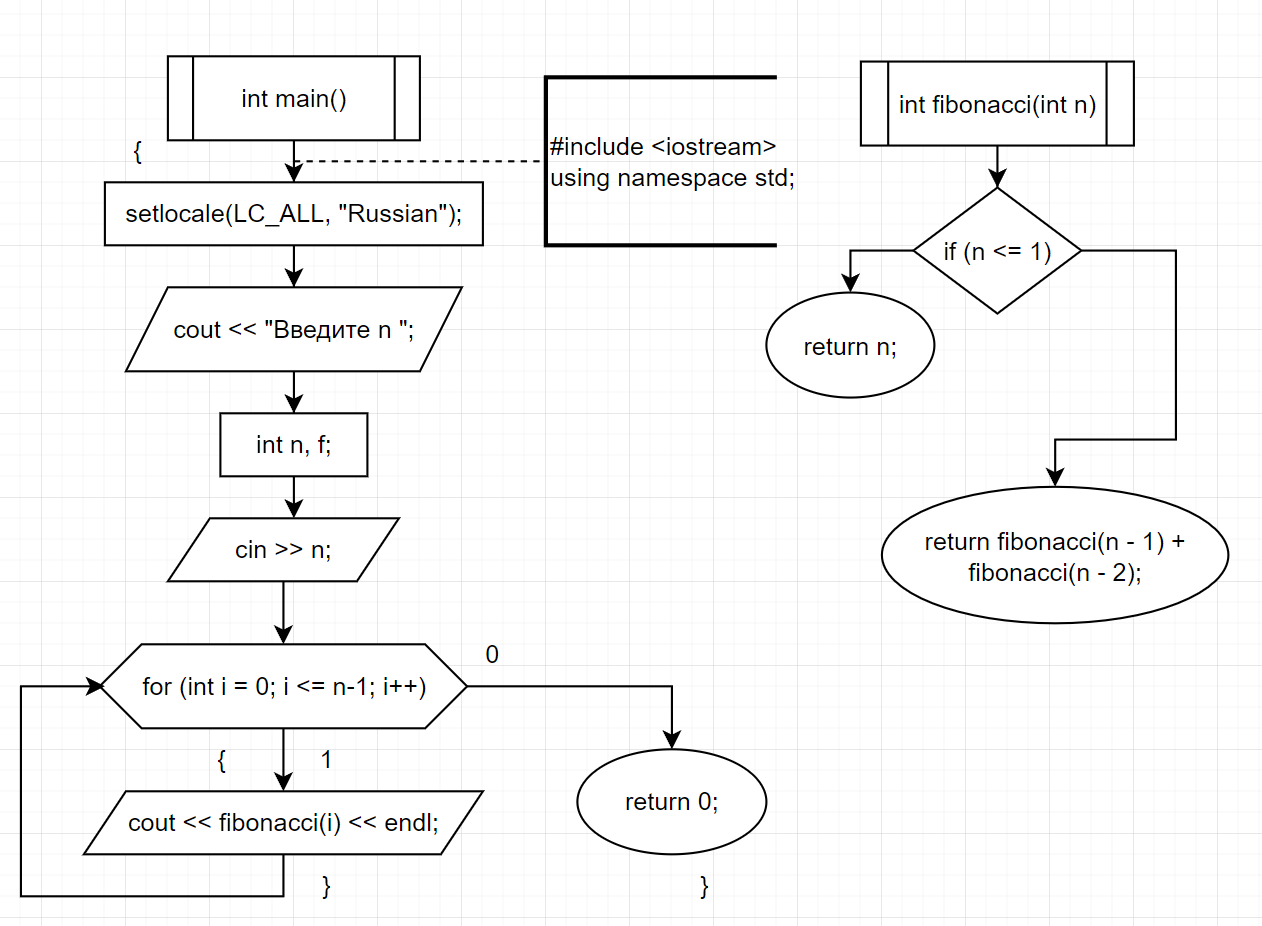 int main()
{
#include <iostream>
using namespace std;
setlocale(LC_ALL, "Russian");
cout << "Введите n ";
int n, f;
cin >> n;
for (int i = 0; i <= n-1; i++)
0
{
1
cout << fibonacci(i) << endl;
}
return 0;
}
int fibonacci(int n)
if (n <= 1)
return n;
return fibonacci(n - 1) +
fibonacci(n - 2);